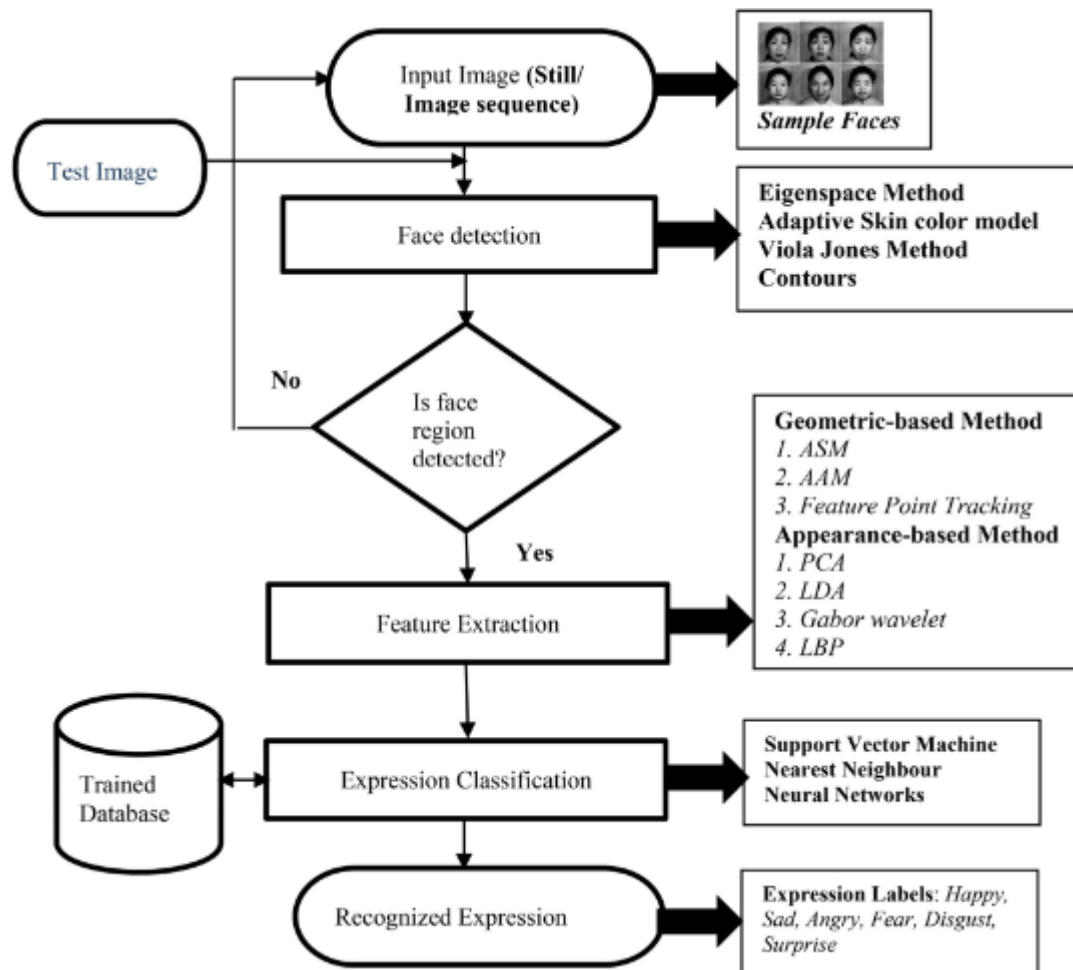 Input Image (Still/
Image sequence)
Sample Faces
Test Image
Face detection
Eigenspace Method
Adaptive Skin color model
Viola Jones Method
Contours
No
Is face
region
detected?
Yes
Geometric-based Method
1. ASM
2. AAM
3. Feature Point Tracking
Appearance-based Method
1. PCA
2. LDA
3. Gabor wavelet
4. LBP
Feature Extraction
Trained
Database
Expression Classification
Support Vector Machine
Nearest Neighbour
Neural Networks
Recognized Expression
Expression Labels: Happy,
Sad, Angry, Fear, Disgust,
Surprise